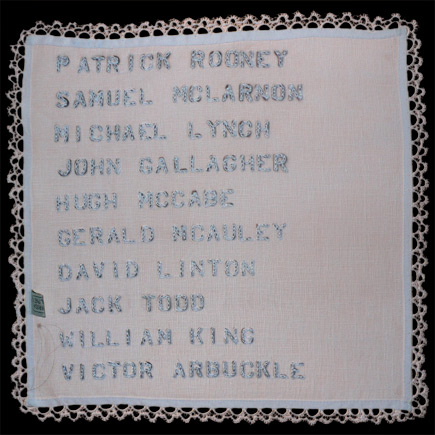 PATRICK ROONEY
SAMUEL MCLARNON
MICHAEL LYNCH
JOHN GALLAGHER
HUGH MCCABE
GERALD MCAULEY
DAVID LINTON
JACK TODD
WILLIAM KING
VICTOR ARBUCKLE